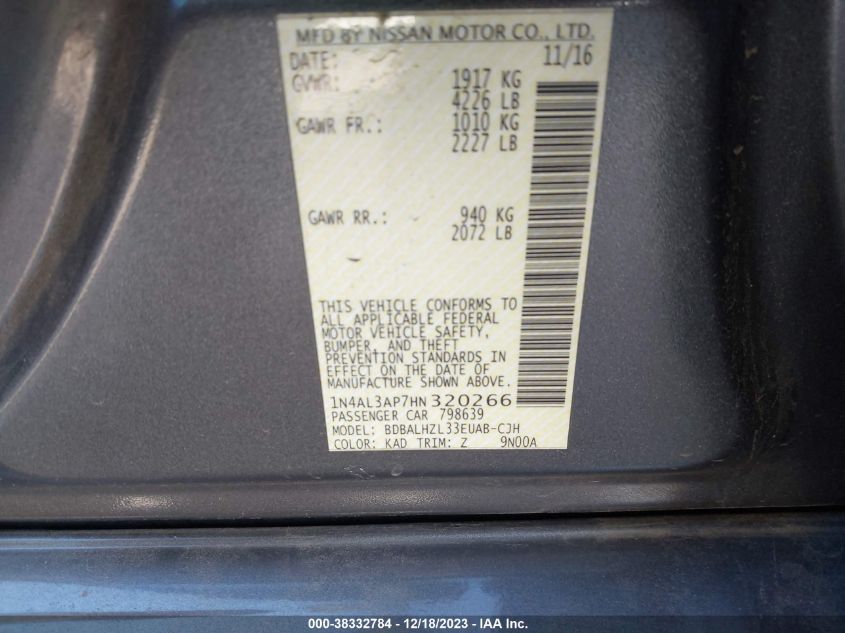 MFD BY NISSAN MOTOR CO., LTD.
DATE: 11/16
GVWR: 1917 KG
4226 LB
GAWR FR.: 1010 KG
2227 LB
GAWR RR.: 940 KG
2072 LB
THIS VEHICLE CONFORMS TO
ALL APPLICABLE FEDERAL
MOTOR VEHICLE SAFETY,
BUMPER, AND THEFT
PREVENTION STANDARDS IN
EFFECT ON THE DATE OF
MANUFACTURE SHOWN ABOVE.
1N4AL3AP7HN320266
PASSENGER CAR 798639
MODEL: BDBALHZL33EUAB-CJH
COLOR: KAD TRIM: Z 9N00A
000-38332784 - 12/18/2023 - IAA Inc.